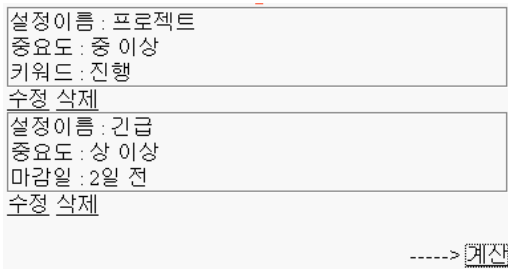 설정이름 : 프로젝트
중요도 : 중 이상
키워드 : 진행
수정 삭제
설정이름 : 긴급
중요도 : 상 이상
마감일 : 2일 전
수정 삭제
-----> 계산